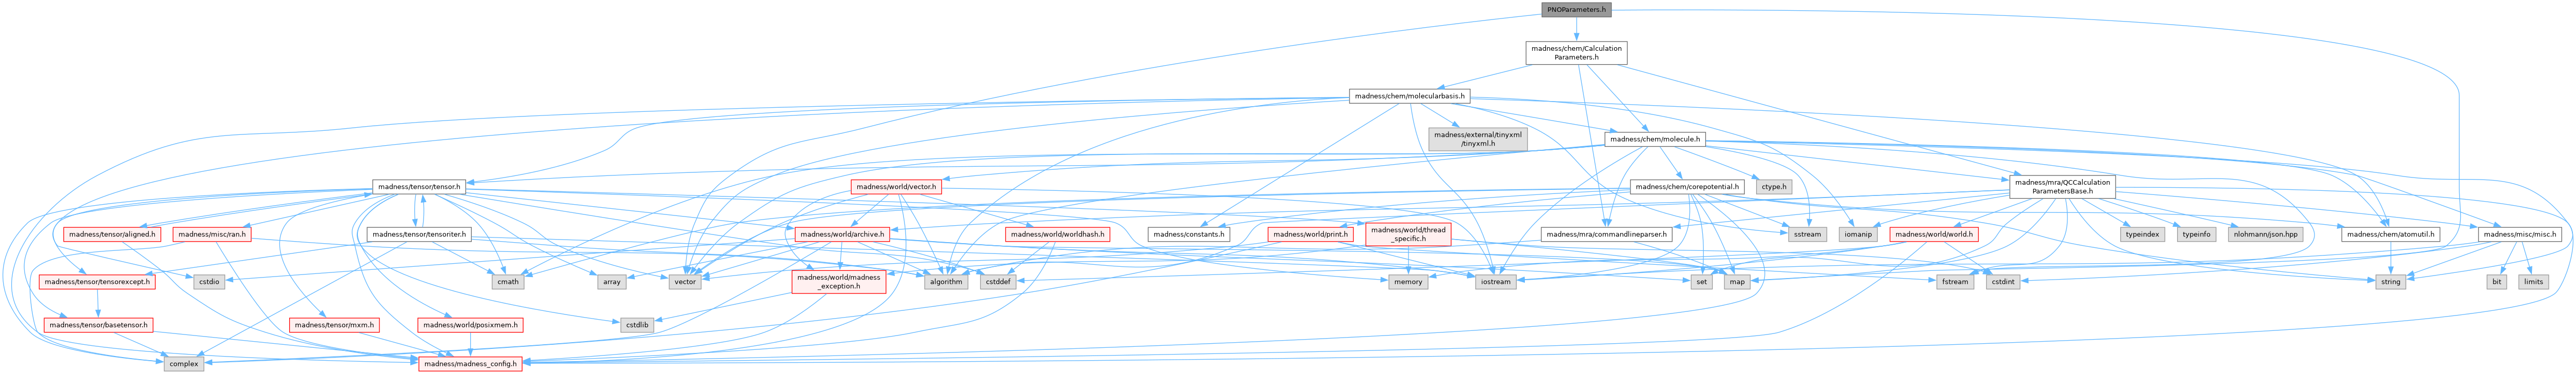 PNOParameters.h
madness/chem/Calculation
Parameters.h
madness/chem/molecularbasis.h
madness/external/tinyxml
/tinyxml.h
madness/chem/molecule.h
madness/tensor/tensor.h
madness/world/vector.h
madness/chem/corepotential.h
ctype.h
madness/mra/QCCalculation
ParametersBase.h
madness/tensor/aligned.h
madness/misc/ran.h
madness/tensor/tensoriter.h
madness/world/archive.h
madness/world/worldhash.h
madness/constants.h
madness/world/print.h
madness/world/thread
_specific.h
madness/mra/commandlineparser.h
sstream
iomanip
madness/world/world.h
typeindex
typeinfo
nlohmann/json.hpp
madness/chem/atomutil.h
madness/misc/misc.h
madness/tensor/tensorexcept.h
cstdio
cmath
array
vector
madness/world/madness
_exception.h
algorithm
cstddef
memory
iostream
set
map
fstream
cstdint
string
bit
limits
madness/tensor/basetensor.h
madness/tensor/mxm.h
madness/world/posixmem.h
cstdlib
complex
madness/madness_config.h